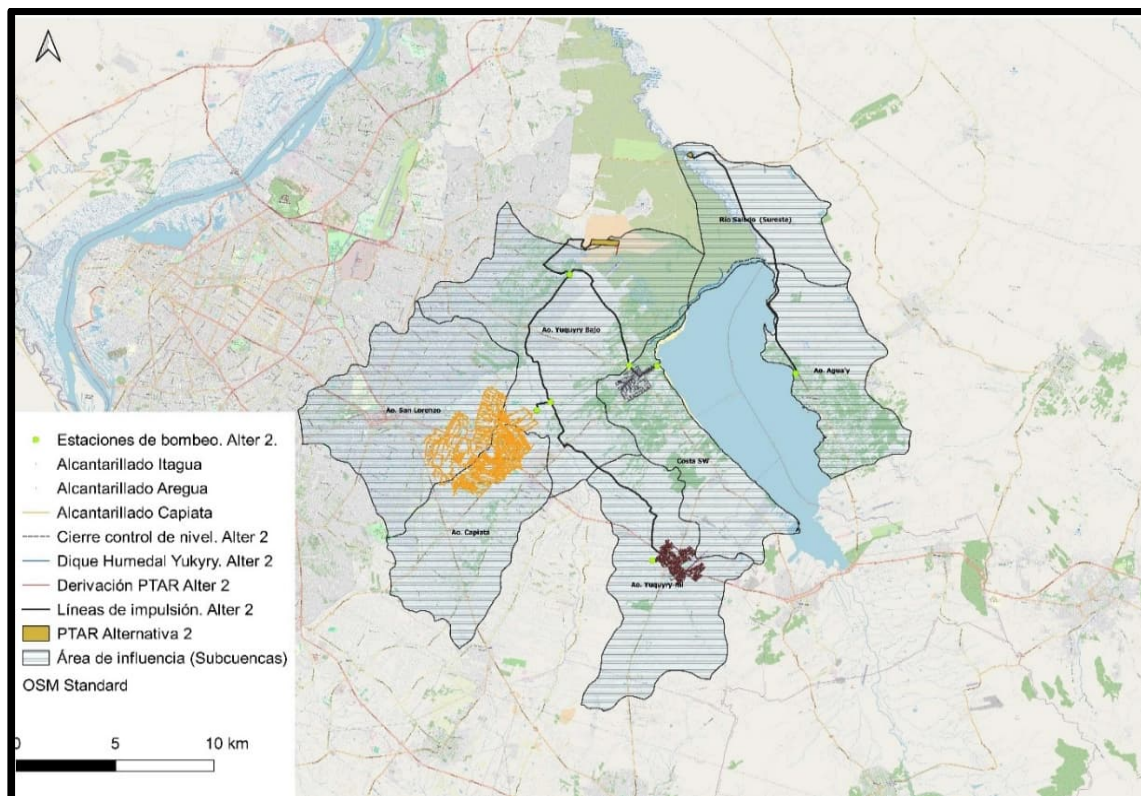 Río Salado (Sureste)
Ao. Yuquyry Bajo
Ao. Agua'y
Ao. San Lorenzo
Costa SW
Ao. Capiata
Ao. Yuquyry-mi
Estaciones de bombeo. Alter 2.
Alcantarillado Itagua
Alcantarillado Aregua
Alcantarillado Capiata
Cierre control de nivel. Alter 2
Dique Humedal Yukyry. Alter 2
Derivación PTAR Alter 2
Líneas de impulsión. Alter 2
PTAR Alternativa 2
Área de influencia (Subcuencas)
OSM Standard
0 5 10 km